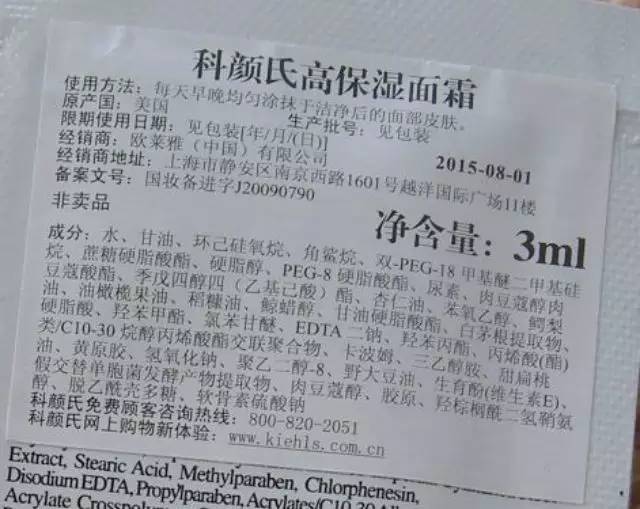 科颜氏高保湿面霜
使用方法：每天早晚均匀涂抹于洁净后的面部皮肤。
原产国：美国 生产批号：见包装
限期使用日期：见包装[年/月/(日)]
经销商：欧莱雅（中国）有限公司 2015-08-01
经销商地址：上海市静安区南京西路1601号越洋国际广场11楼
备案文号：国妆备进字J20090790
非卖品 净含量：3ml
成分：水、甘油、环己硅氧烷、角鲨烷、双-PEG-18 甲基醚二甲基硅
烷、蔗糖硬脂酸酯、硬脂醇、PEG-8 硬脂酸酯、尿素、肉豆蔻醇肉
豆蔻酸酯、季戊四醇四（乙基己酸）酯、杏仁油、苯氧乙醇、鳄梨
油、油橄榄果油、稻糠油、鲸蜡醇、甘油硬脂酸酯、白茅根提取物、
硬脂酸、羟苯甲酯、氯苯甘醚、EDTA 二钠、羟苯丙酯、丙烯酸(酯)
类/C10-30 烷醇丙烯酸酯交联聚合物、卡波姆、三乙醇胺、甜扁桃
油、黄原胶、氢氧化钠、聚乙二醇-8、野大豆油、生育酚(维生素E)、
假交替单胞菌发酵产物提取物、肉豆蔻醇、胶原、羟棕榈酰二氢鞘氨
醇、脱乙酰壳多糖、软骨素硫酸钠
科颜氏免费顾客咨询热线：800-820-2051
科颜氏网上购物新体验：www.kiehls.com.cn
Extract, Stearic Acid, Methylparaben, Chlorphenesin,
Disodium EDTA, Propylparaben, Acrylates/C10-30 Al
Acrylate Crosspoly